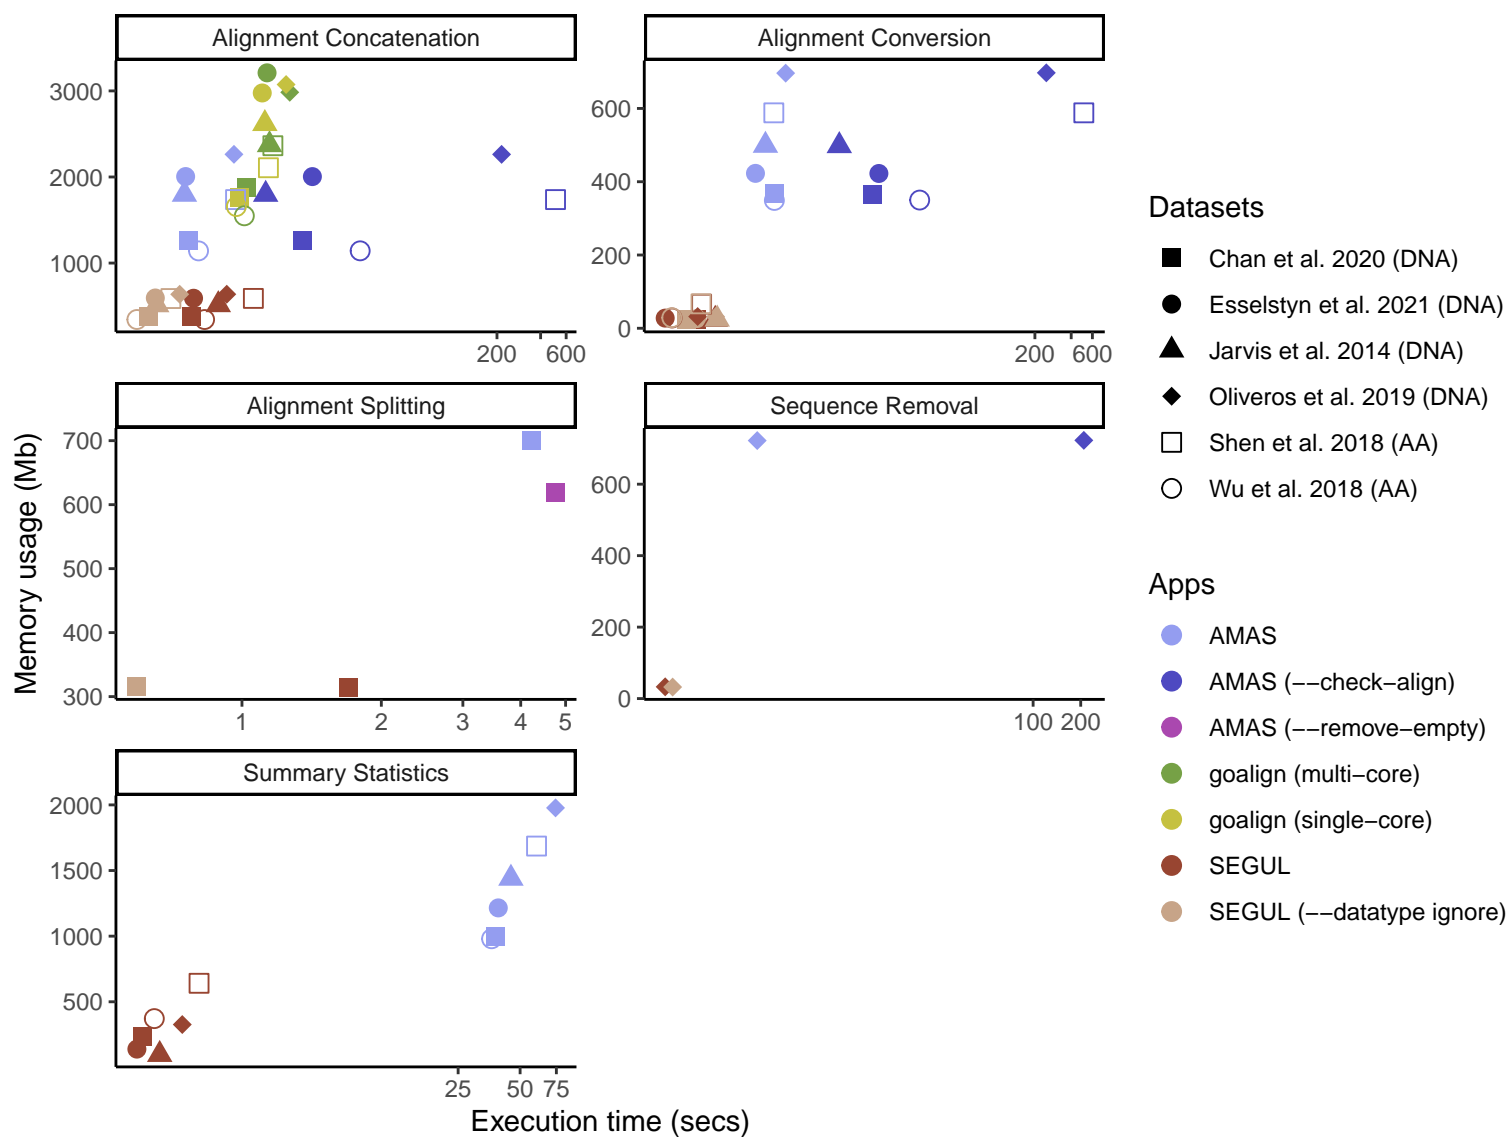 Alignment Concatenation
Alignment Conversion
3000
2000
1000
200 600
600
400
200
0
200 600
Alignment Splitting
Sequence Removal
700
600
500
400
300
1 2 3 4 5
600
400
200
0
100 200
Summary Statistics
2000
1500
1000
500
25 50 75
Memory usage (Mb)
Execution time (secs)
Datasets
Chan et al. 2020 (DNA)
Esselstyn et al. 2021 (DNA)
Jarvis et al. 2014 (DNA)
Oliveros et al. 2019 (DNA)
Shen et al. 2018 (AA)
Wu et al. 2018 (AA)
Apps
AMAS
AMAS (−−check−align)
AMAS (−−remove−empty)
goalign (multi−core)
goalign (single−core)
SEGUL
SEGUL (−−datatype ignore)